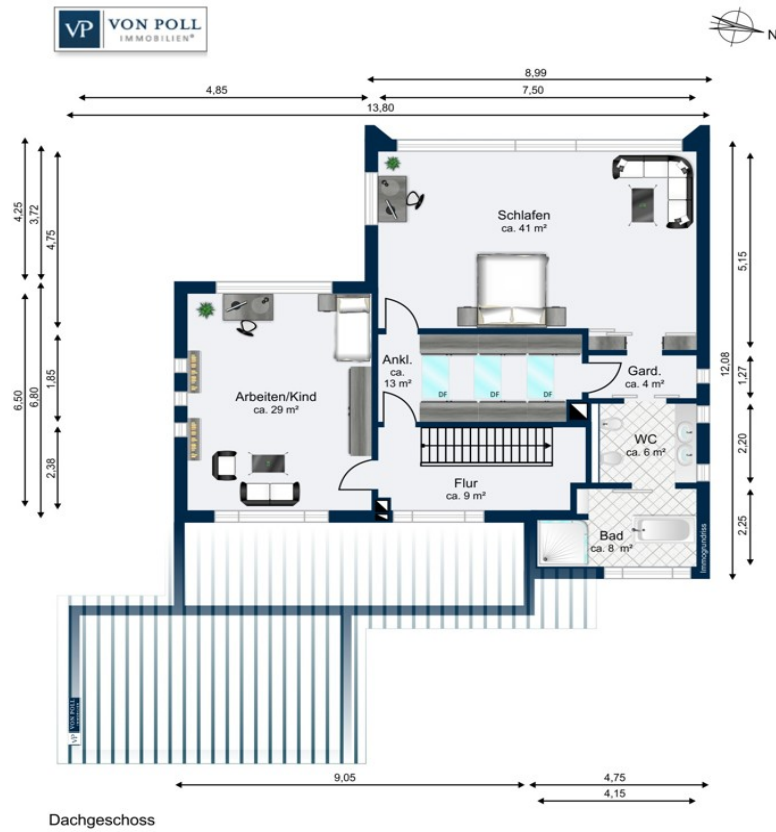 VP VON POLL
IMMOBILIEN®
N
8,99
4,85
7,50
13,80
4,25
3,72
4,75
Schlafen
ca. 41 m²
5,15
12,08
6,50
6,80
1,85
2,38
Arbeiten/Kind
ca. 29 m²
Ankl.
ca.
13 m²
DF
DF
DF
Gard.
ca. 4 m²
1,27
WC
ca. 6 m²
2,20
Flur
ca. 9 m²
Bad
ca. 8 m²
2,25
Immogrundriss
VP VON POLL
IMMOBILIEN
9,05
4,75
4,15
Dachgeschoss